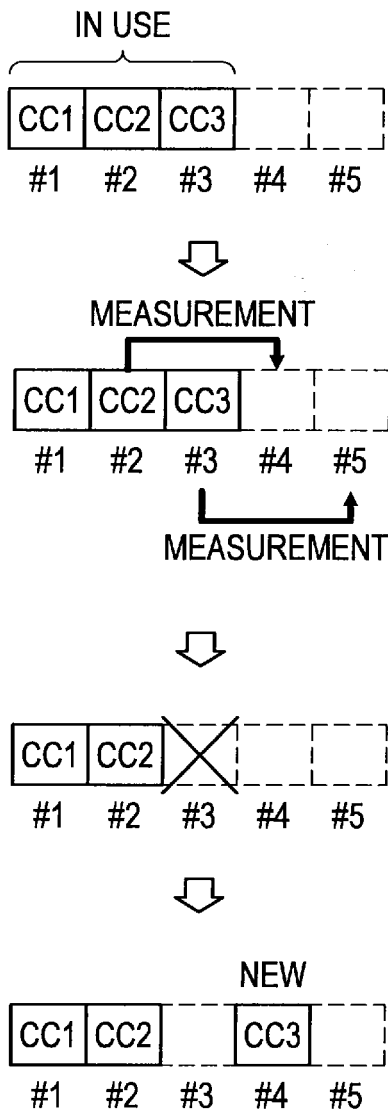 IN USE
CC1 CC2 CC3
#1 #2 #3 #4 #5
MEASUREMENT
CC1 CC2 CC3
#1 #2 #3 #4 #5
MEASUREMENT
CC1 CC2
#1 #2 #3 #4 #5
NEW
CC1 CC2 CC3
#1 #2 #3 #4 #5